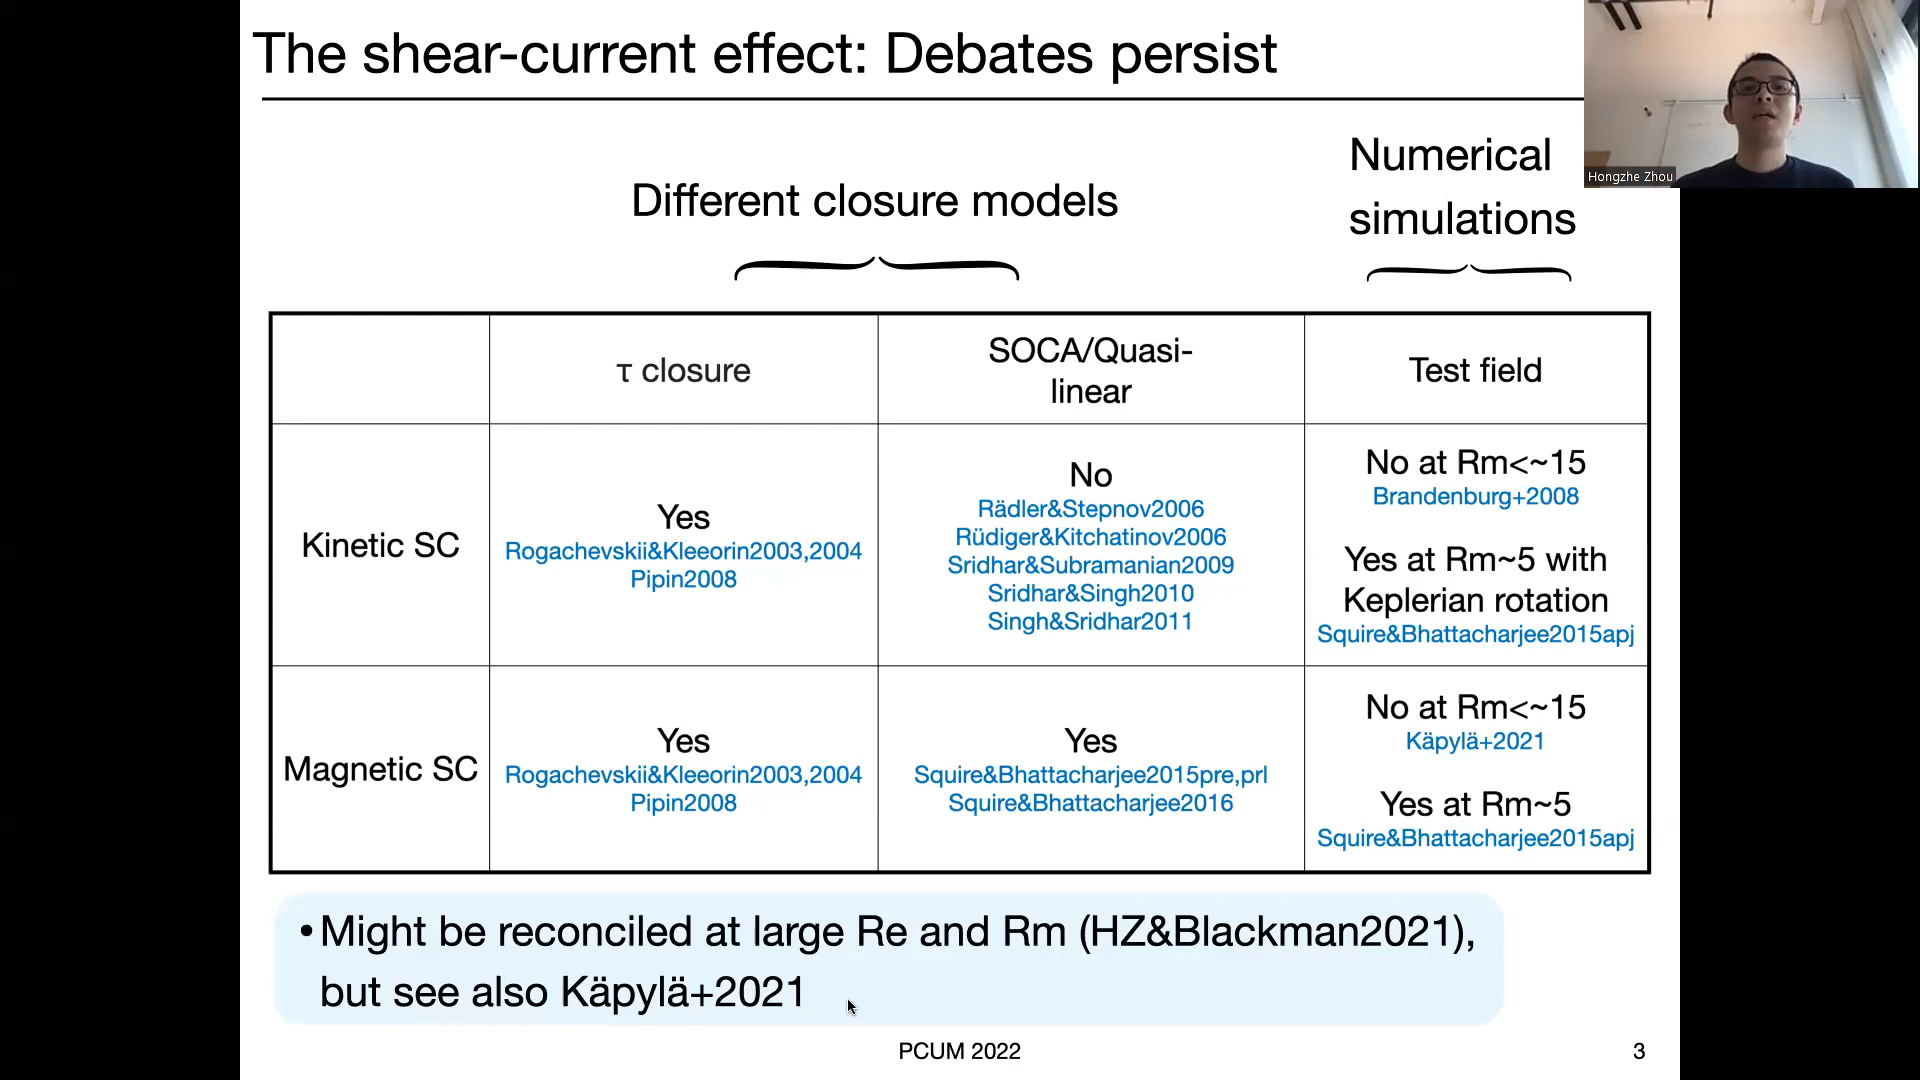 The shear-current effect: Debates persist
Hongzhe Zhou
Different closure models
Numerical
simulations
τ closure
SOCA/Quasi-
linear
Test field
Kinetic SC
Yes
Rogachevskii&Kleeorin2003,2004
Pipin2008
No
Rädler&Stepnov2006
Rüdiger&Kitchatinov2006
Sridhar&Subramanian2009
Sridhar&Singh2010
Singh&Sridhar2011
No at Rm<~15
Brandenburg+2008
Yes at Rm~5 with
Keplerian rotation
Squire&Bhattacharjee2015apj
Magnetic SC
Yes
Rogachevskii&Kleeorin2003,2004
Pipin2008
Yes
Squire&Bhattacharjee2015pre,prl
Squire&Bhattacharjee2016
No at Rm<~15
Käpylä+2021
Yes at Rm~5
Squire&Bhattacharjee2015apj
•Might be reconciled at large Re and Rm (HZ&Blackman2021),
but see also Käpylä+2021
PCUM 2022
3